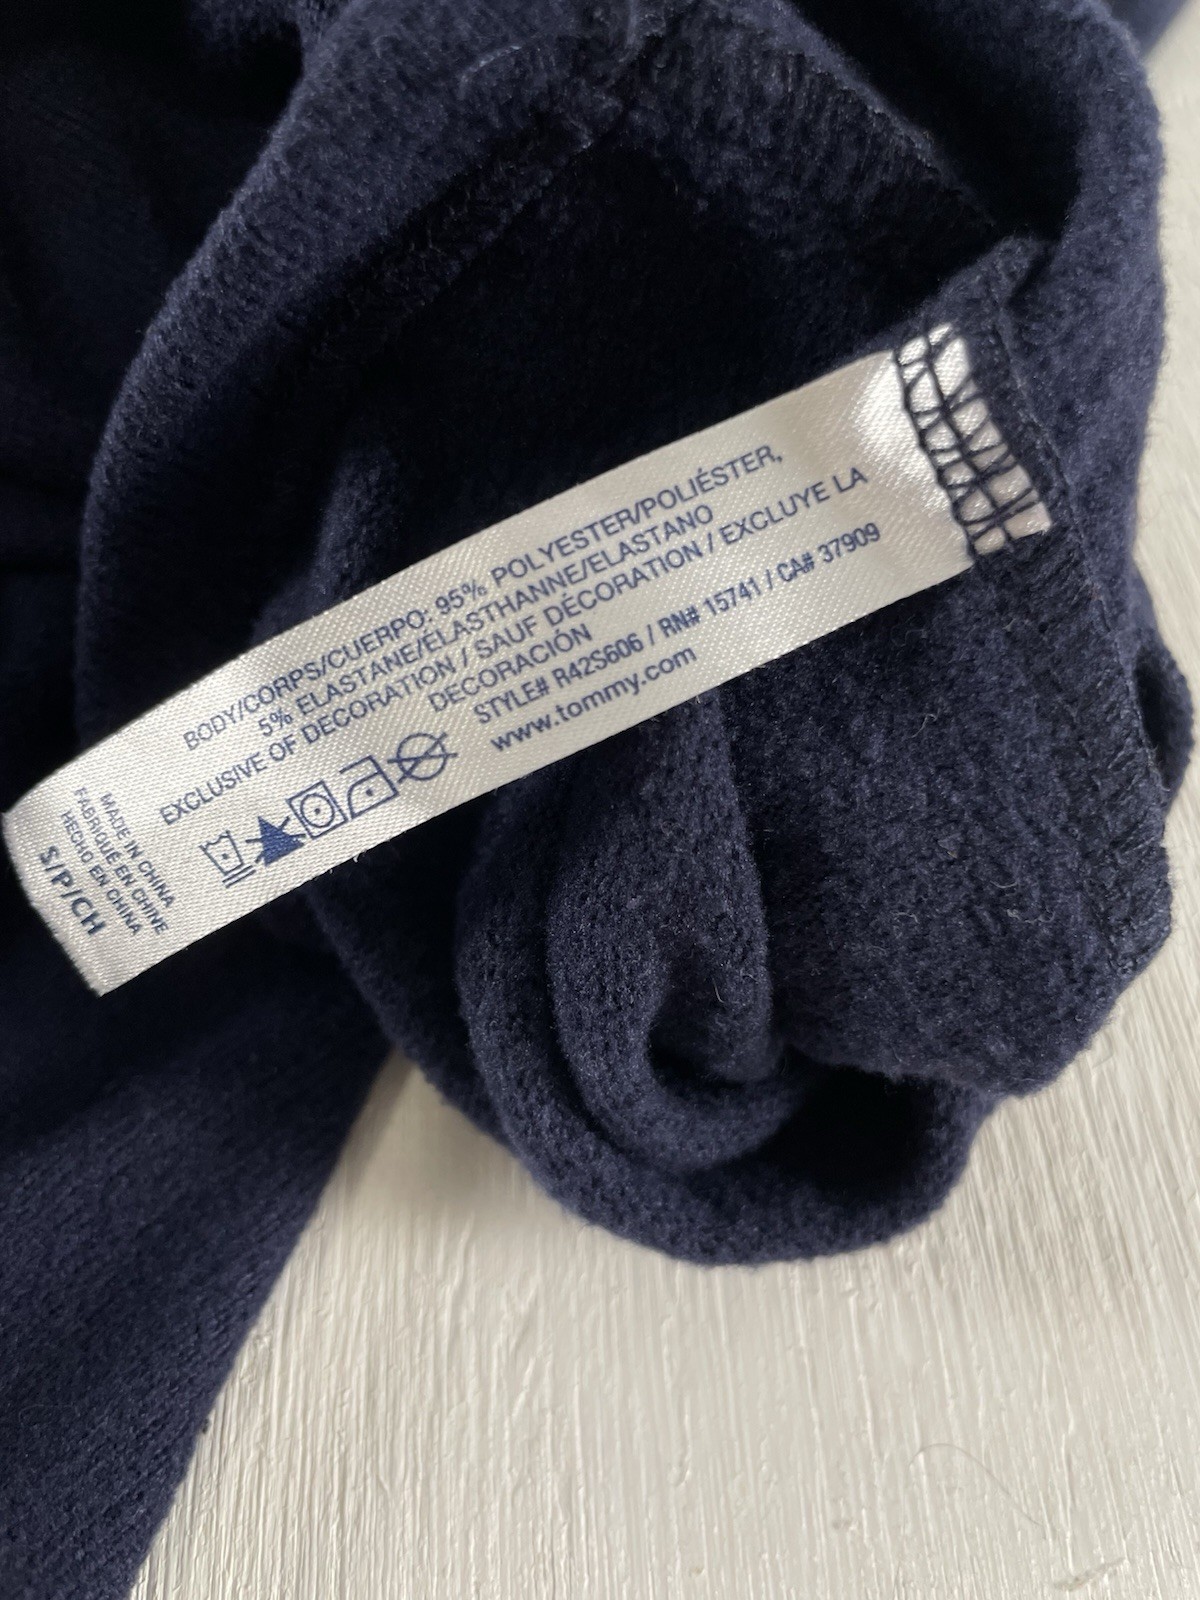 BODY/CORPS/CUERPO: 95% POLYESTER/POLIÉSTER,
5% ELASTANE/ÉLASTHANNE/ELASTANO
EXCLUSIVE OF DECORATION / SAUF DÉCORATION / EXCLUYE LA
DECORACIÓN
STYLE# R42S606 / RN# 15741 / CA# 37909
www.tommy.com
MADE IN CHINA
FABRIQUÉ EN CHINE
HECHO EN CHINA
S/P/CH